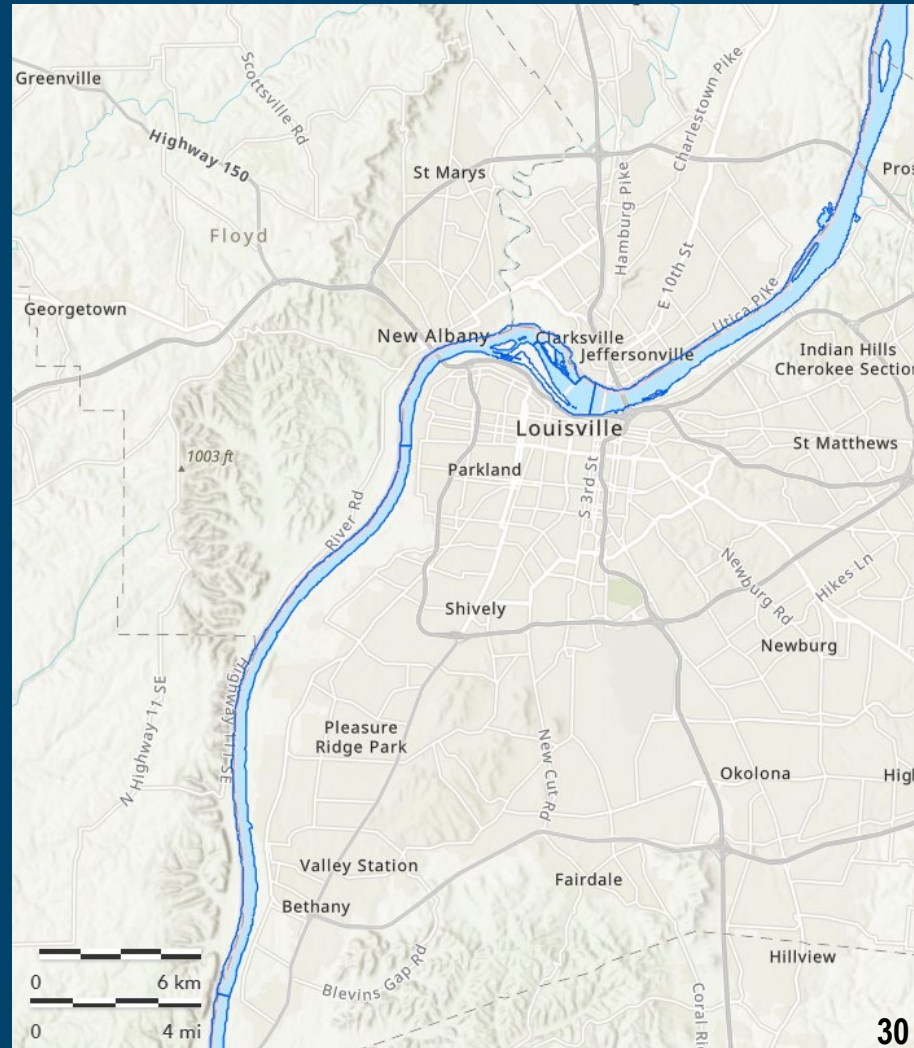 Greenville
Scottsville Rd
Charlestown Pike
Highway 150
St Marys
Hamburg Pike
Pros
Floyd
E 10th St
Georgetown
Utica Pike
New Albany
Clarksville
Jeffersonville
Indian Hills
Cherokee Section
Louisville
St Matthews
1003 ft
Parkland
S 3rd St
River Rd
Newburg Rd
Hikes Ln
Shively
Newburg
Highway 111 SE
N Highway 11 SE
Pleasure
Ridge Park
New Cut Rd
Okolona
High
Valley Station
Fairdale
Bethany
Hillview
Blevins Gap Rd
Coral Ri
0 6 km
0 4 mi
30